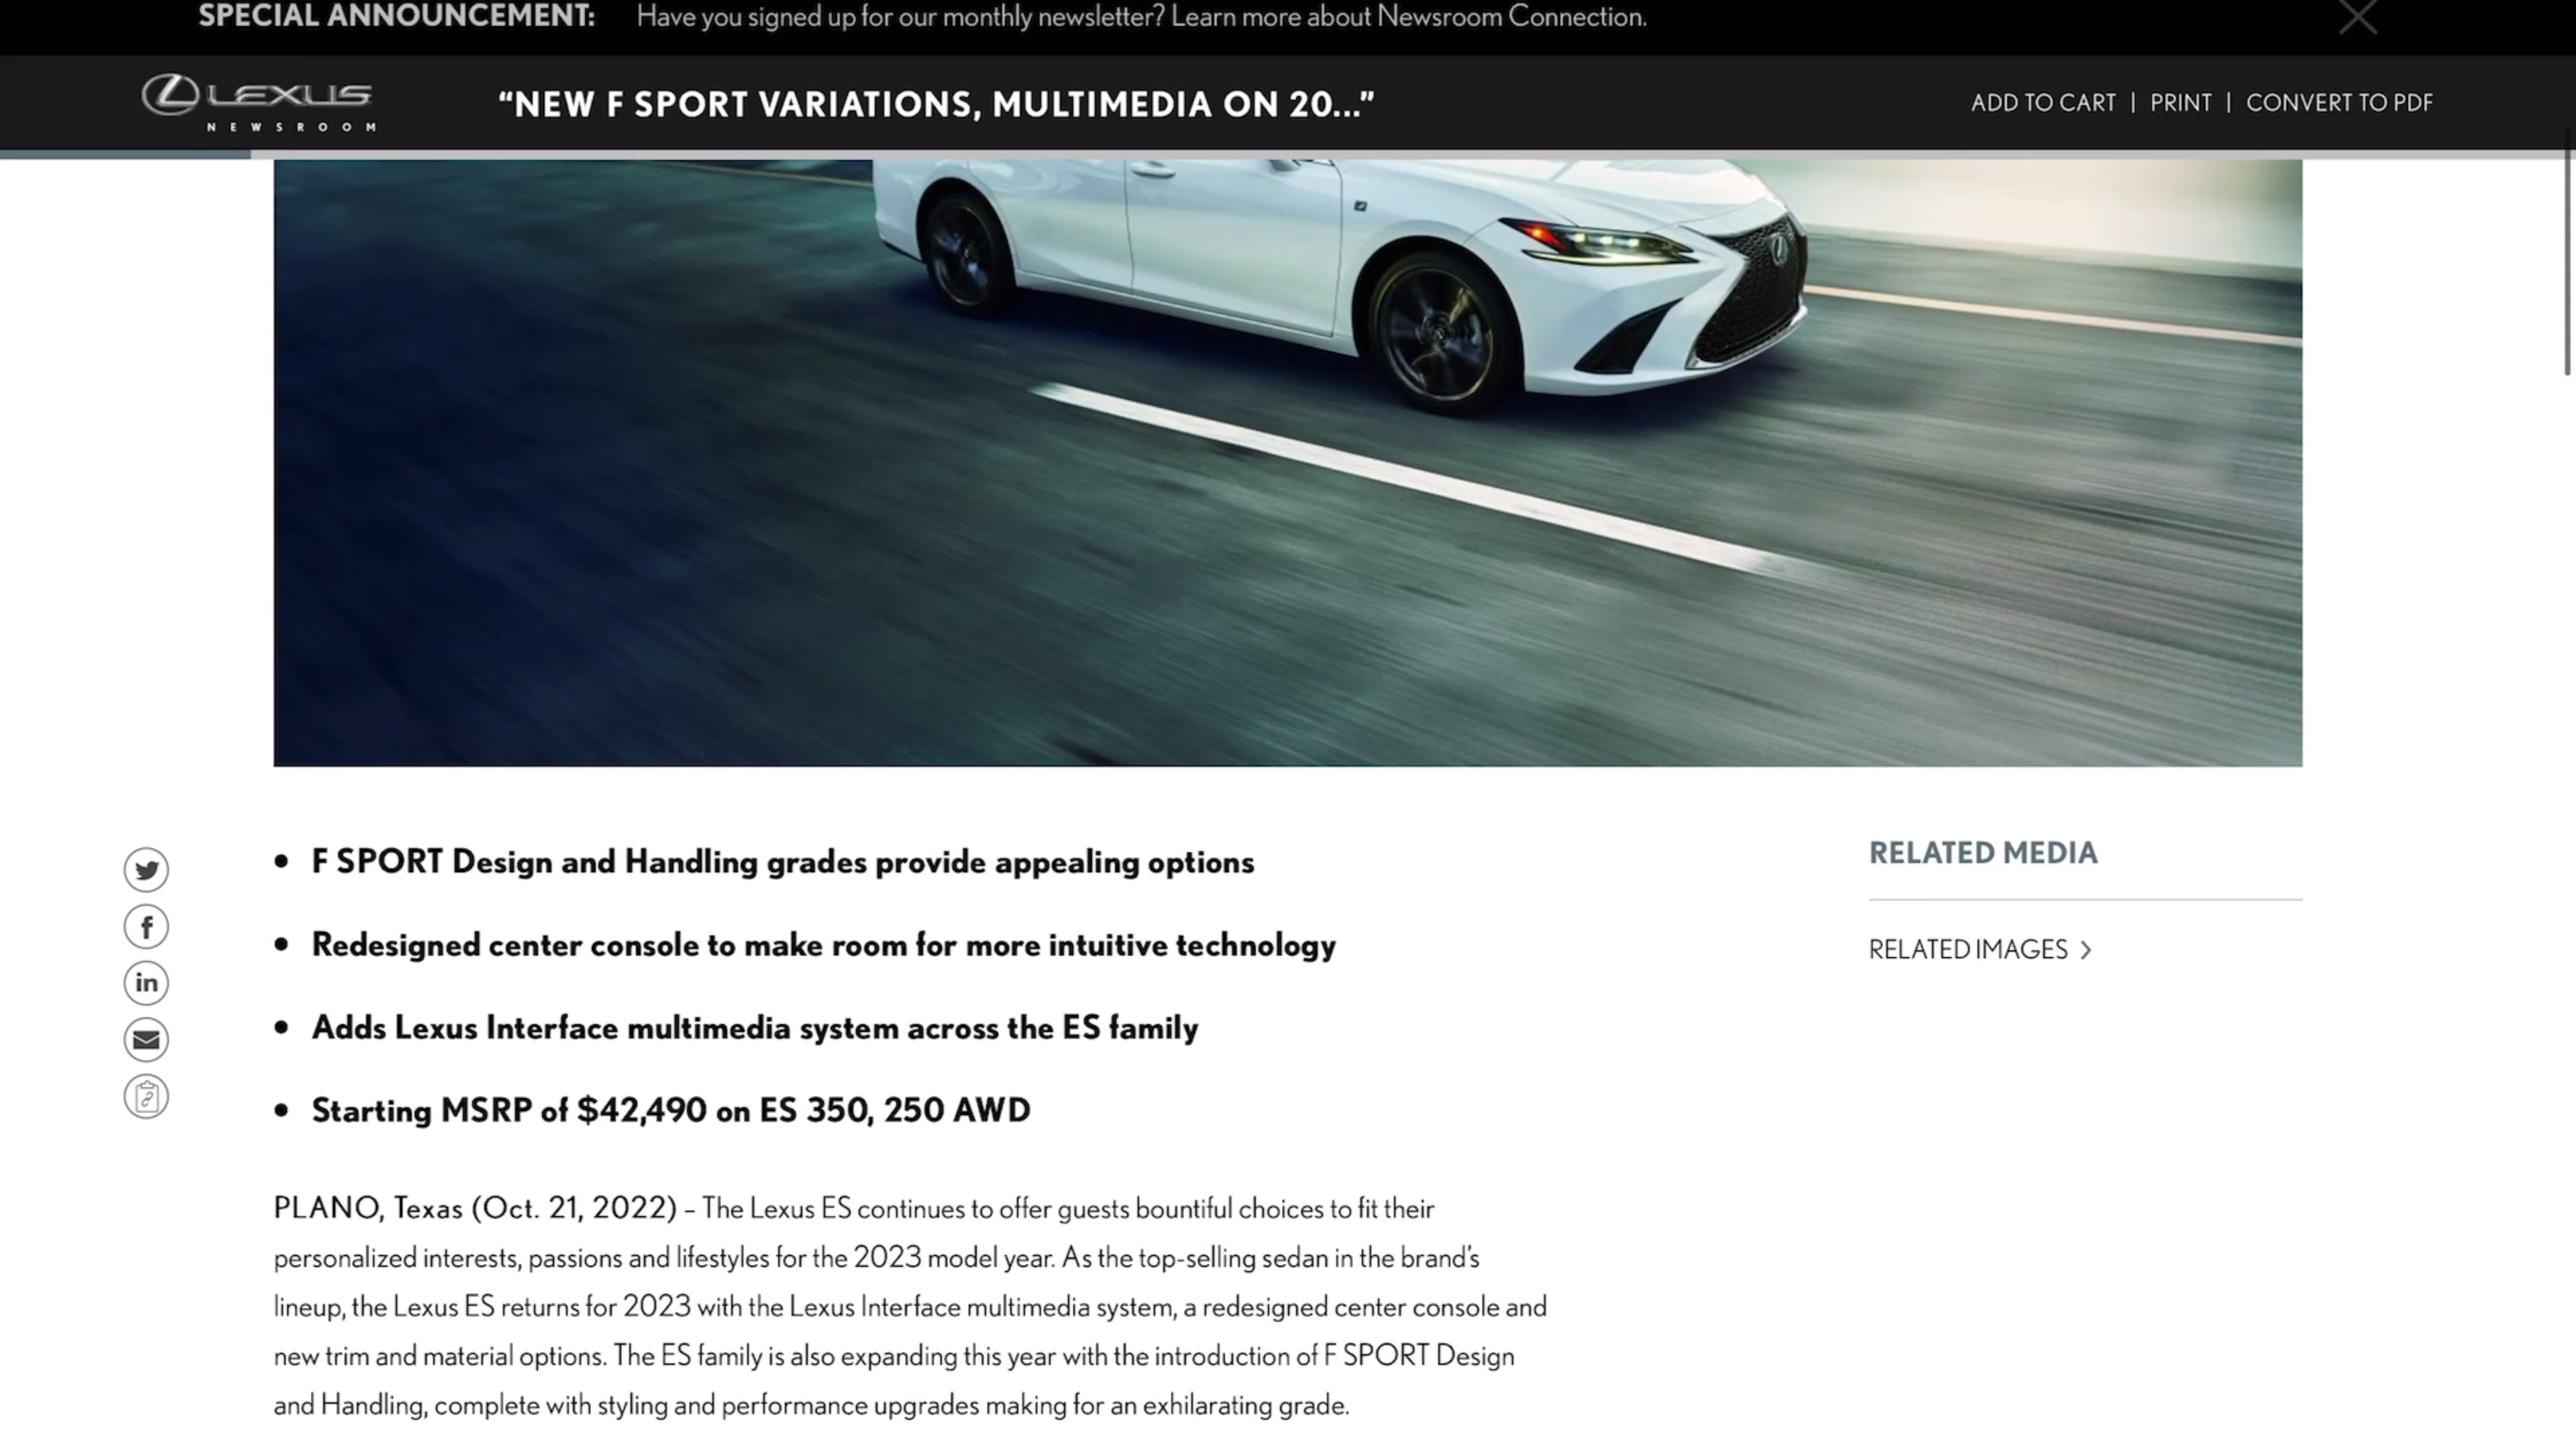 SPECIAL ANNOUNCEMENT: Have you signed up for our monthly newsletter? Learn more about Newsroom Connection.
LEXUS
NEWSROOM
“NEW F SPORT VARIATIONS, MULTIMEDIA ON 20...”
ADD TO CART | PRINT | CONVERT TO PDF
• F SPORT Design and Handling grades provide appealing options
• Redesigned center console to make room for more intuitive technology
• Adds Lexus Interface multimedia system across the ES family
• Starting MSRP of $42,490 on ES 350, 250 AWD
PLANO, Texas (Oct. 21, 2022) – The Lexus ES continues to offer guests bountiful choices to fit their
personalized interests, passions and lifestyles for the 2023 model year. As the top-selling sedan in the brand’s
lineup, the Lexus ES returns for 2023 with the Lexus Interface multimedia system, a redesigned center console and
new trim and material options. The ES family is also expanding this year with the introduction of F SPORT Design
and Handling, complete with styling and performance upgrades making for an exhilarating grade.
RELATED MEDIA
RELATED IMAGES >